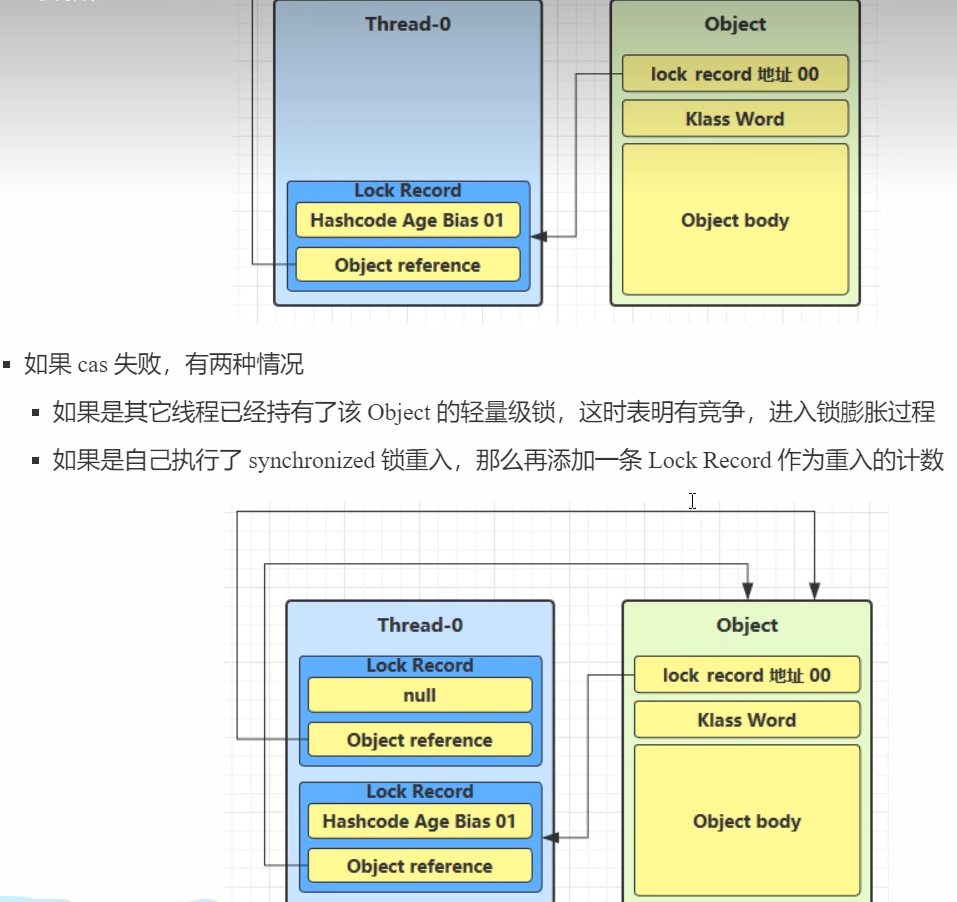 Thread-0
Object
lock record 地址 00
Klass Word
Lock Record
Hashcode Age Bias 01
Object body
Object reference
如果 cas 失败，有两种情况
如果是其它线程已经持有了该 Object 的轻量级锁，这时表明有竞争，进入锁膨胀过程
如果是自己执行了 synchronized 锁重入，那么再添加一条 Lock Record 作为重入的计数
Thread-0
Object
Lock Record
lock record 地址 00
null
Klass Word
Object reference
Lock Record
Hashcode Age Bias 01
Object body
Object reference